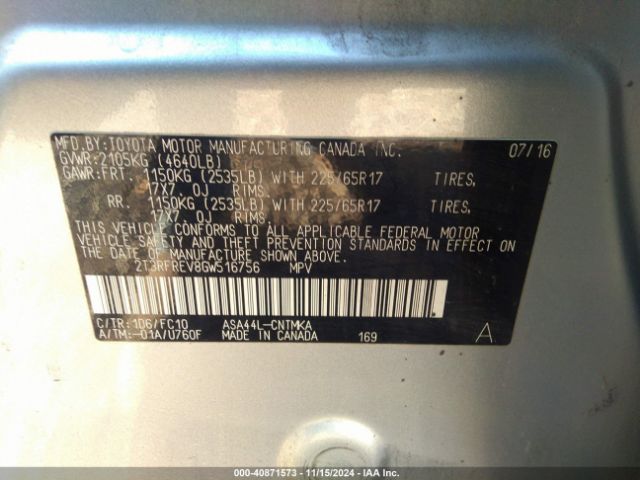 MFD.BY:TOYOTA MOTOR MANUFACTURING CANADA INC. 07/16
GVWR:2105KG (4640LB)
GAWR:FRT. 1150KG (2535LB) WITH 225/65R17 TIRES,
17X7.0J RIMS
RR. 1150KG (2535LB) WITH 225/65R17 TIRES,
17X7.0J RIMS
THIS VEHICLE CONFORMS TO ALL APPLICABLE FEDERAL MOTOR
VEHICLE SAFETY AND THEFT PREVENTION STANDARDS IN EFFECT ON
THE DATE OF MANUFACTURE SHOWN ABOVE.
2T3RFREV8GW516756 MPV
C/TR:1D6/FC10 ASA44L-CNTMKA
A/TM:-01A/U760F MADE IN CANADA 169 A
000-40871573 - 11/15/2024 - IAA Inc.